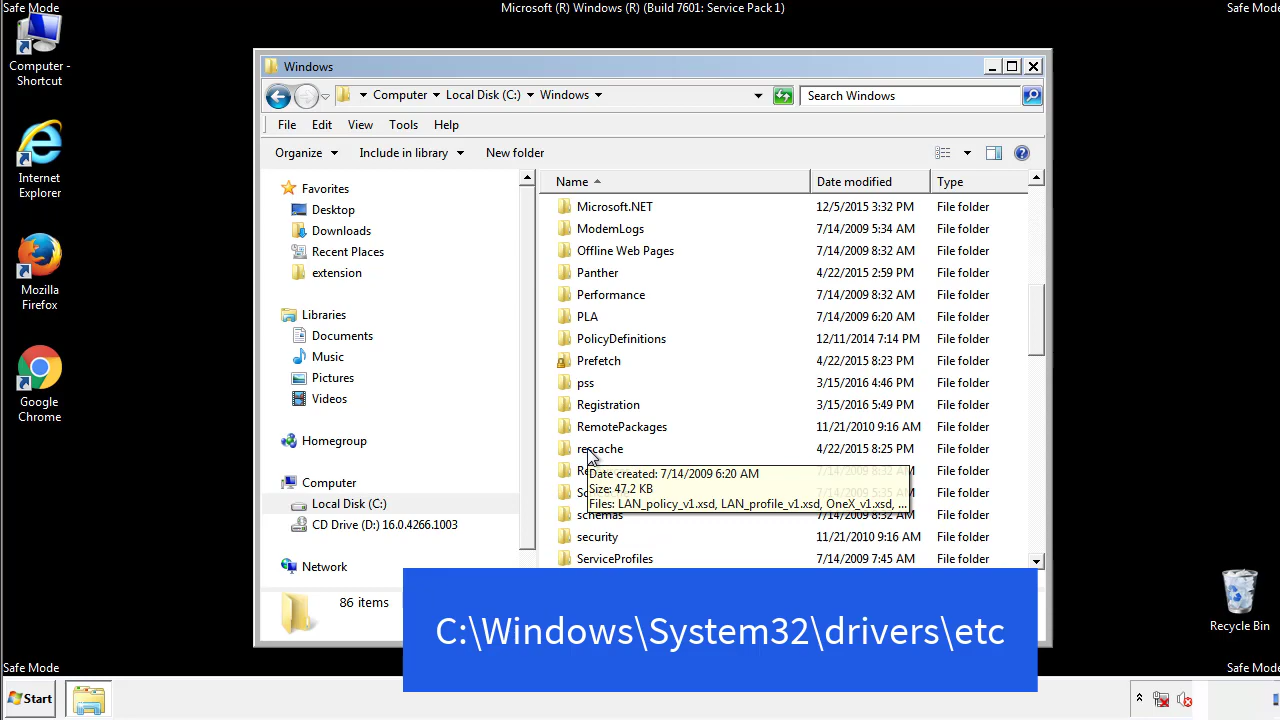 Safe Mode
Microsoft (R) Windows (R) (Build 7601: Service Pack 1)
Safe Mode
Computer -
Shortcut
Internet
Explorer
Mozilla
Firefox
Google
Chrome
Windows
Computer
Local Disk (C:)
Windows
Search Windows
File Edit View Tools Help
Organize Include in library New folder
Favorites
Desktop
Downloads
Recent Places
extension
Libraries
Documents
Music
Pictures
Videos
Homegroup
Computer
Local Disk (C:)
CD Drive (D:) 16.0.4266.1003
Network
Name Date modified Type
Microsoft.NET 12/5/2015 3:32 PM File folder
ModemLogs 7/14/2009 5:34 AM File folder
Offline Web Pages 7/14/2009 8:32 AM File folder
Panther 4/22/2015 2:59 PM File folder
Performance 7/14/2009 8:32 AM File folder
PLA 7/14/2009 6:20 AM File folder
PolicyDefinitions 12/11/2014 7:14 PM File folder
Prefetch 4/22/2015 8:23 PM File folder
pss 3/15/2016 4:46 PM File folder
Registration 3/15/2016 5:49 PM File folder
RemotePackages 11/21/2010 9:16 AM File folder
rescache 4/22/2015 8:25 PM File folder
File folder
File folder
Date created: 7/14/2009 6:20 AM
Size: 47.2 KB
Files: LAN_policy_v1.xsd, LAN_profile_v1.xsd, OneX_v1.xsd, ...
schemas 7/14/2009 8:32 AM File folder
security 11/21/2010 9:16 AM File folder
ServiceProfiles 7/14/2009 7:45 AM File folder
86 items
C:\Windows\System32\drivers\etc
Recycle Bin
Safe Mode
Safe Mode
Start